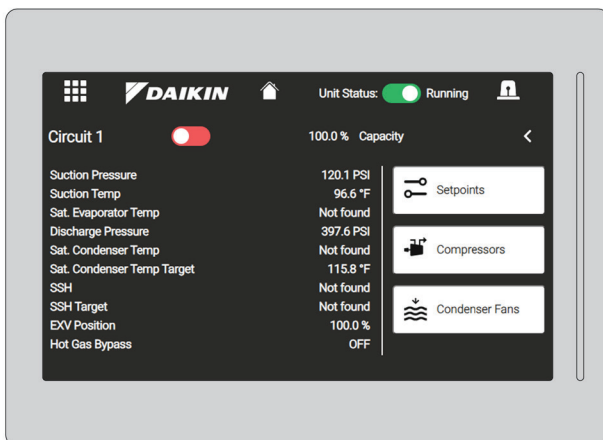 DAIKIN Unit Status: Running
Circuit 1 100.0 % Capacity
Suction Pressure 120.1 PSI
Suction Temp 96.6 °F
Sat. Evaporator Temp Not found
Discharge Pressure 397.6 PSI
Sat. Condenser Temp Not found
Sat. Condenser Temp Target 115.8 °F
SSH Not found
SSH Target Not found
EXV Position 100.0 %
Hot Gas Bypass OFF
Setpoints
Compressors
Condenser Fans